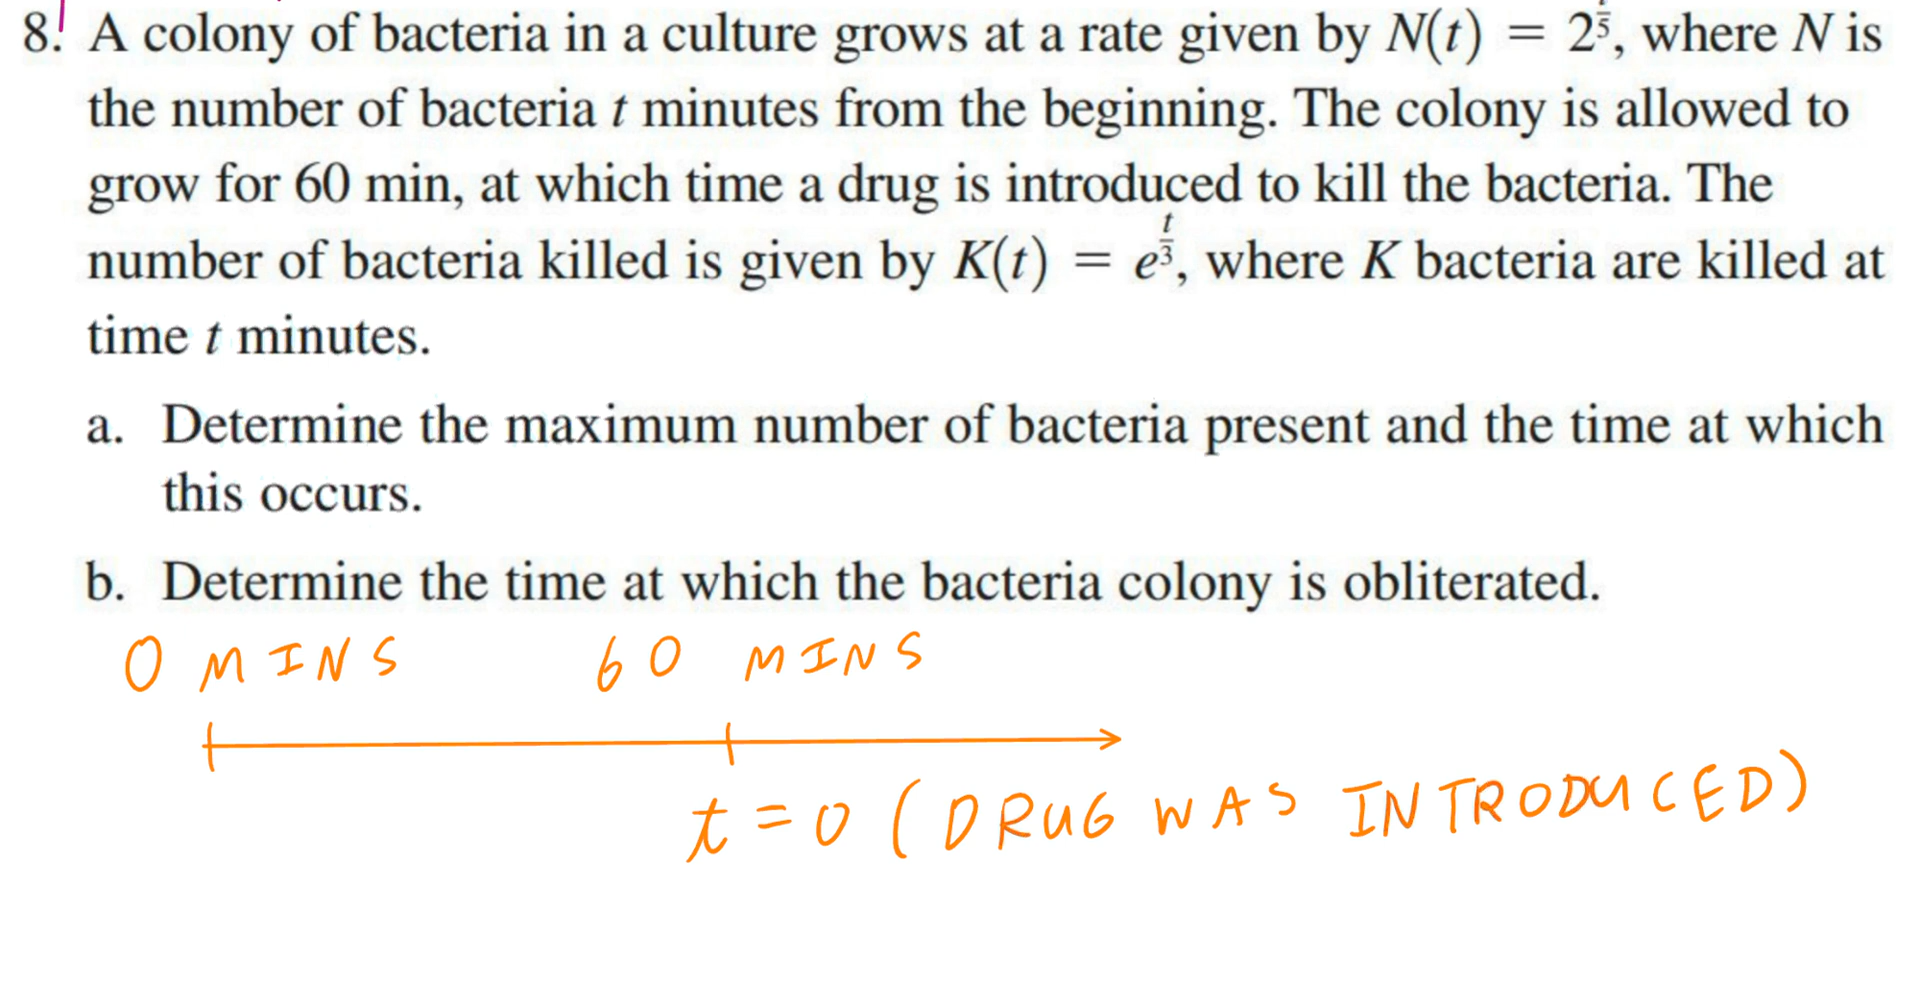 8. A colony of bacteria in a culture grows at a rate given by N(t) = 2^{t/5}, where N is
the number of bacteria t minutes from the beginning. The colony is allowed to
grow for 60 min, at which time a drug is introduced to kill the bacteria. The
number of bacteria killed is given by K(t) = e^{t/3}, where K bacteria are killed at
time t minutes.
a. Determine the maximum number of bacteria present and the time at which
this occurs.
b. Determine the time at which the bacteria colony is obliterated.
0 MINS 60 MINS
t = 0 (DRUG WAS INTRODUCED)